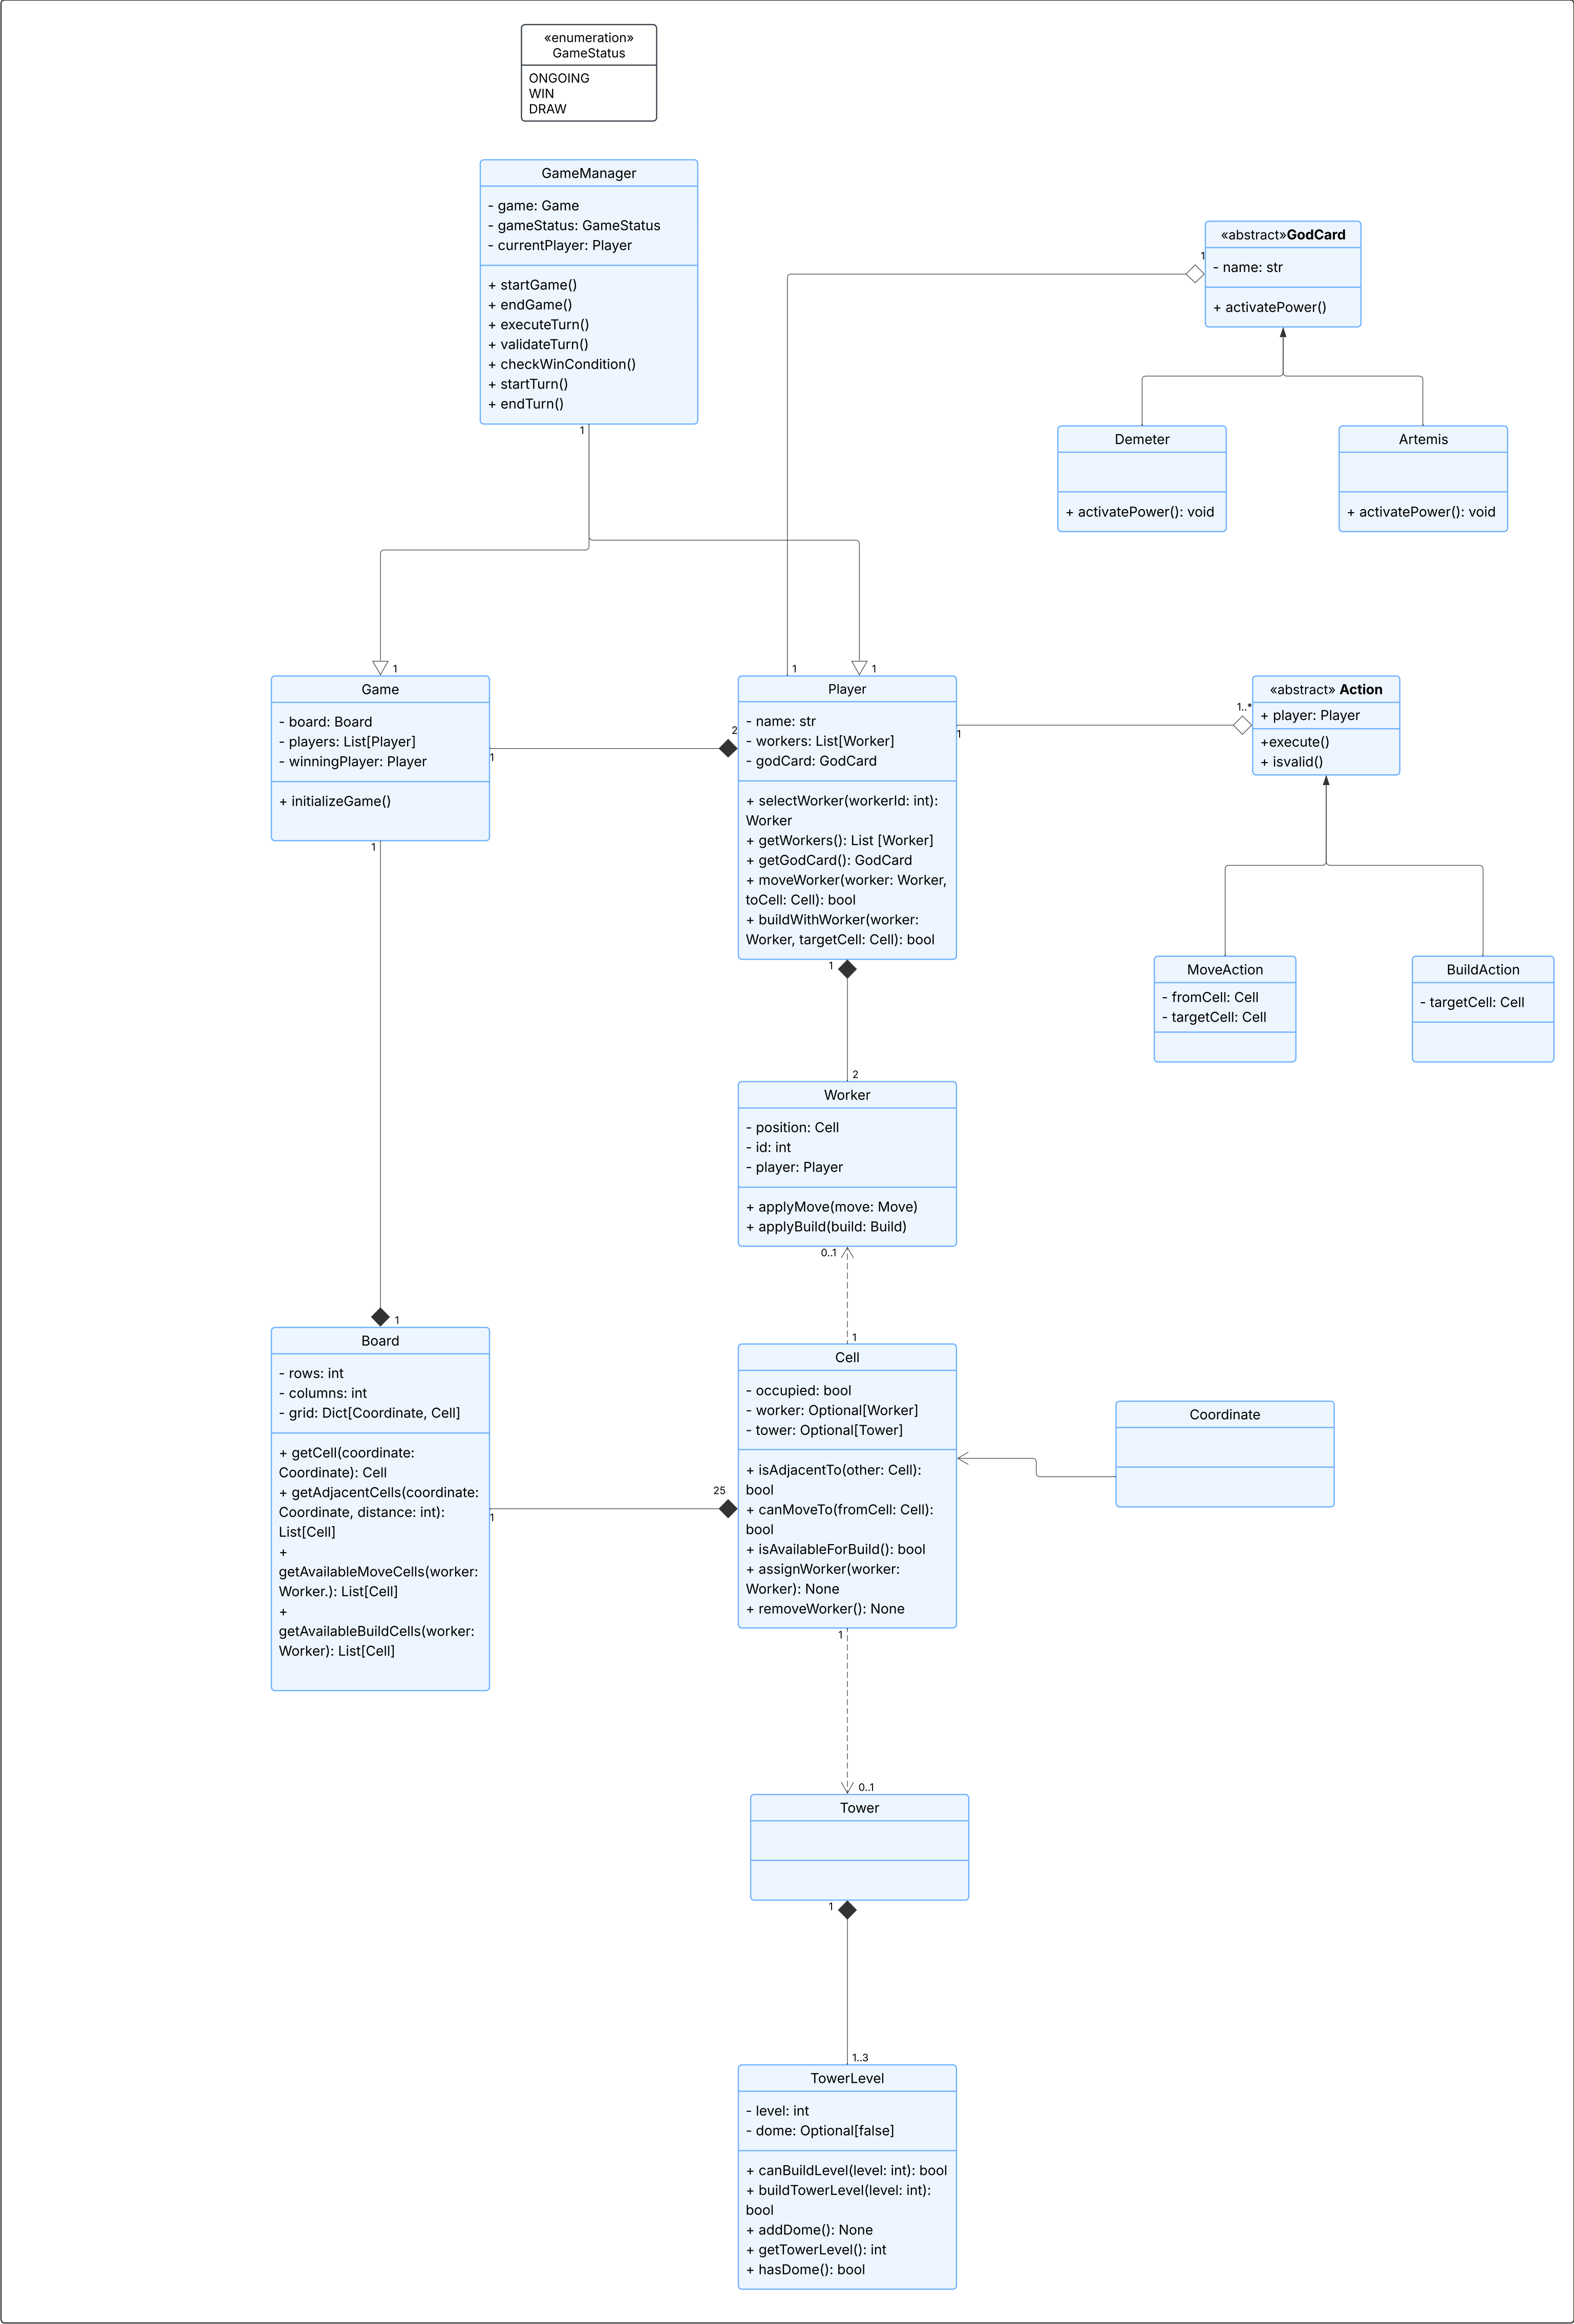 «enumeration»
GameStatus
ONGOING
WIN
DRAW
GameManager
- game: Game
- gameStatus: GameStatus
- currentPlayer: Player
+ startGame()
+ endGame()
+ executeTurn()
+ validateTurn()
+ checkWinCondition()
+ startTurn()
+ endTurn()
1
«abstract»GodCard
- name: str
+ activatePower()
1
Demeter
+ activatePower(): void
Artemis
+ activatePower(): void
1
1
1
Game
- board: Board
- players: List[Player]
- winningPlayer: Player
+ initializeGame()
1
1
2
Player
- name: str
- workers: List[Worker]
- godCard: GodCard
+ selectWorker(workerId: int):
Worker
+ getWorkers(): List [Worker]
+ getGodCard(): GodCard
+ moveWorker(worker: Worker,
toCell: Cell): bool
+ buildWithWorker(worker:
Worker, targetCell: Cell): bool
1
1
1..*
«abstract» Action
+ player: Player
+execute()
+ isvalid()
MoveAction
- fromCell: Cell
- targetCell: Cell
BuildAction
- targetCell: Cell
2
Worker
- position: Cell
- id: int
- player: Player
+ applyMove(move: Move)
+ applyBuild(build: Build)
0..1
1
1
Board
- rows: int
- columns: int
- grid: Dict[Coordinate, Cell]
+ getCell(coordinate:
Coordinate): Cell
+ getAdjacentCells(coordinate:
Coordinate, distance: int):
List[Cell]
+
getAvailableMoveCells(worker:
Worker.): List[Cell]
+
getAvailableBuildCells(worker:
Worker): List[Cell]
1
25
Cell
- occupied: bool
- worker: Optional[Worker]
- tower: Optional[Tower]
+ isAdjacentTo(other: Cell):
bool
+ canMoveTo(fromCell: Cell):
bool
+ isAvailableForBuild(): bool
+ assignWorker(worker:
Worker): None
+ removeWorker(): None
1
Coordinate
0..1
Tower
1
1..3
TowerLevel
- level: int
- dome: Optional[false]
+ canBuildLevel(level: int): bool
+ buildTowerLevel(level: int):
bool
+ addDome(): None
+ getTowerLevel(): int
+ hasDome(): bool